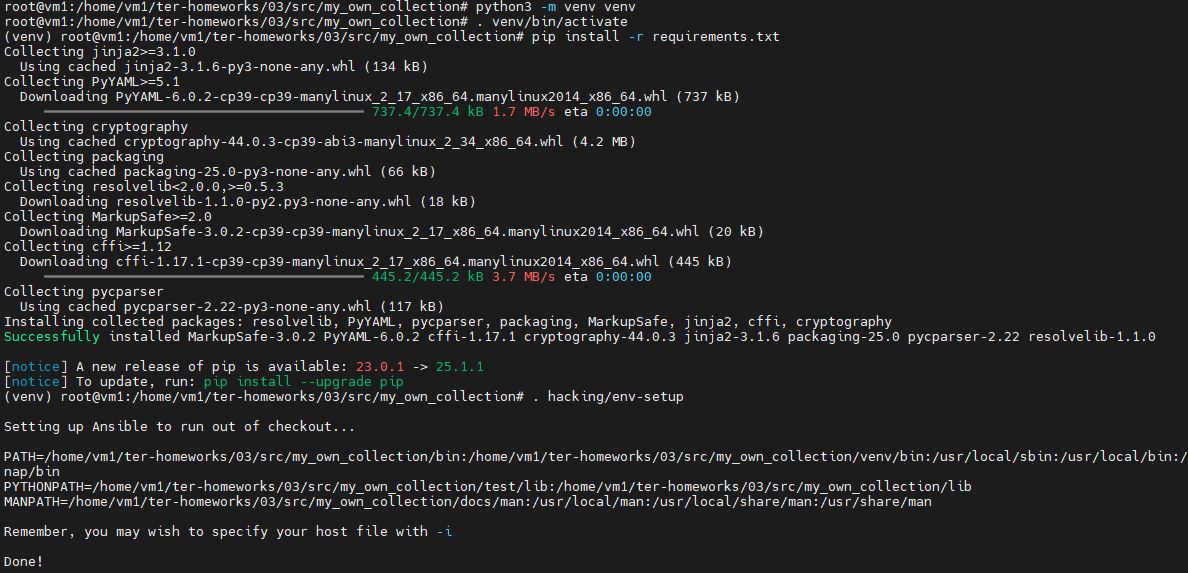 root@vm1:/home/vm1/ter-homeworks/03/src/my_own_collection# python3 -m venv venv
root@vm1:/home/vm1/ter-homeworks/03/src/my_own_collection# . venv/bin/activate
(venv) root@vm1:/home/vm1/ter-homeworks/03/src/my_own_collection# pip install -r requirements.txt
Collecting jinja2>=3.1.0
  Using cached jinja2-3.1.6-py3-none-any.whl (134 kB)
Collecting PyYAML>=5.1
  Downloading PyYAML-6.0.2-cp39-cp39-manylinux_2_17_x86_64.manylinux2014_x86_64.whl (737 kB)
737.4/737.4 kB 1.7 MB/s eta 0:00:00
Collecting cryptography
  Using cached cryptography-44.0.3-cp39-abi3-manylinux_2_34_x86_64.whl (4.2 MB)
Collecting packaging
  Using cached packaging-25.0-py3-none-any.whl (66 kB)
Collecting resolvelib<2.0.0,>=0.5.3
  Downloading resolvelib-1.1.0-py2.py3-none-any.whl (18 kB)
Collecting MarkupSafe>=2.0
  Downloading MarkupSafe-3.0.2-cp39-cp39-manylinux_2_17_x86_64.manylinux2014_x86_64.whl (20 kB)
Collecting cffi>=1.12
  Downloading cffi-1.17.1-cp39-cp39-manylinux_2_17_x86_64.manylinux2014_x86_64.whl (445 kB)
445.2/445.2 kB 3.7 MB/s eta 0:00:00
Collecting pycparser
  Using cached pycparser-2.22-py3-none-any.whl (117 kB)
Installing collected packages: resolvelib, PyYAML, pycparser, packaging, MarkupSafe, jinja2, cffi, cryptography
Successfully installed MarkupSafe-3.0.2 PyYAML-6.0.2 cffi-1.17.1 cryptography-44.0.3 jinja2-3.1.6 packaging-25.0 pycparser-2.22 resolvelib-1.1.0
[notice] A new release of pip is available: 23.0.1 -> 25.1.1
[notice] To update, run: pip install --upgrade pip
(venv) root@vm1:/home/vm1/ter-homeworks/03/src/my_own_collection# . hacking/env-setup
Setting up Ansible to run out of checkout...
PATH=/home/vm1/ter-homeworks/03/src/my_own_collection/bin:/home/vm1/ter-homeworks/03/src/my_own_collection/venv/bin:/usr/local/sbin:/usr/local/bin:/
nap/bin
PYTHONPATH=/home/vm1/ter-homeworks/03/src/my_own_collection/test/lib:/home/vm1/ter-homeworks/03/src/my_own_collection/lib
MANPATH=/home/vm1/ter-homeworks/03/src/my_own_collection/docs/man:/usr/local/man:/usr/local/share/man:/usr/share/man
Remember, you may wish to specify your host file with -i
Done!